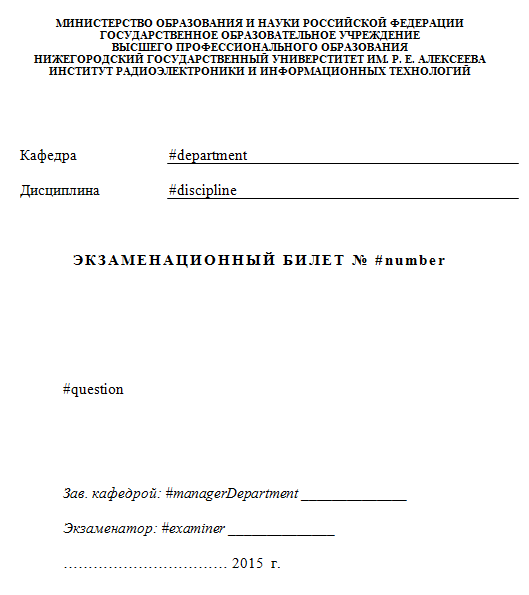 МИНИСТЕРСТВО ОБРАЗОВАНИЯ И НАУКИ РОССИЙСКОЙ ФЕДЕРАЦИИ
ГОСУДАРСТВЕННОЕ ОБРАЗОВАТЕЛЬНОЕ УЧРЕЖДЕНИЕ
ВЫСШЕГО ПРОФЕССИОНАЛЬНОГО ОБРАЗОВАНИЯ
НИЖЕГОРОДСКИЙ ГОСУДАРСТВЕННЫЙ УНИВЕРСТИТЕТ ИМ. Р. Е. АЛЕКСЕЕВА
ИНСТИТУТ РАДИОЭЛЕКТРОНИКИ И ИНФОРМАЦИОННЫХ ТЕХНОЛОГИЙ
Кафедра #department
Дисциплина #discipline
ЭКЗАМЕНАЦИОННЫЙ БИЛЕТ № #number
#question
Зав. кафедрой: #managerDepartment ______________
Экзаменатор: #examiner ______________
…………………………… 2015 г.